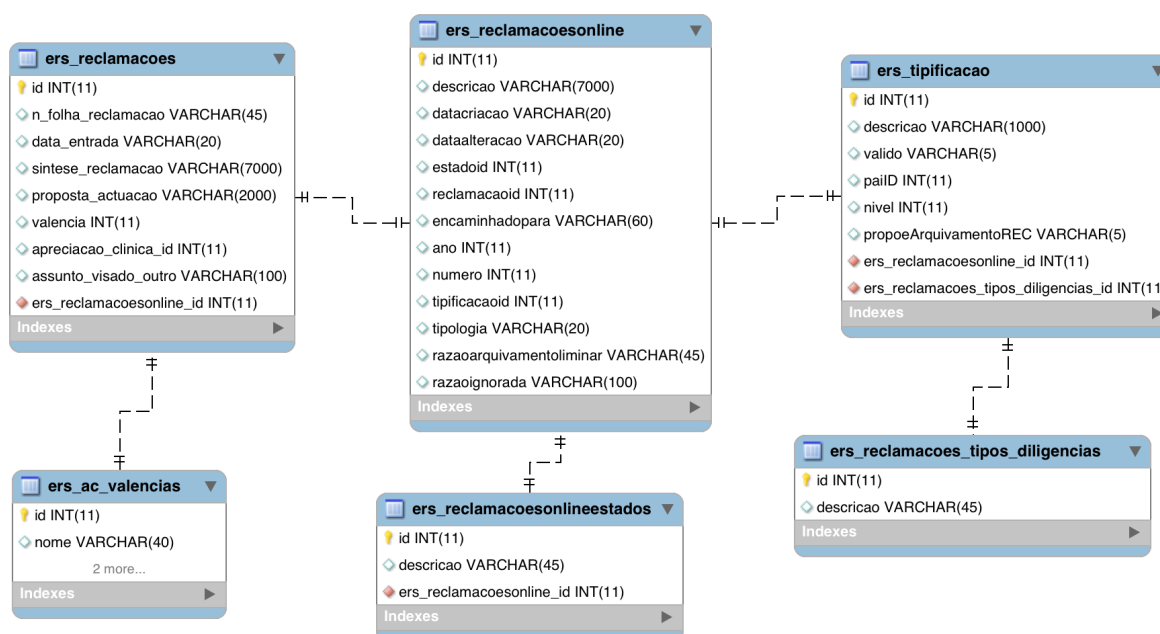 ers_reclamacoes
id INT(11)
n_folha_reclamacao VARCHAR(45)
data_entrada VARCHAR(20)
sintese_reclamacao VARCHAR(7000)
proposta_actuacao VARCHAR(2000)
valencia INT(11)
apreciacao_clinica_id INT(11)
assunto_visado_outro VARCHAR(100)
ers_reclamacoesonline_id INT(11)
Indexes
ers_reclamacoesonline
id INT(11)
descricao VARCHAR(7000)
datacriacao VARCHAR(20)
dataalteracao VARCHAR(20)
estadoid INT(11)
reclamacaoid INT(11)
encaminhadopara VARCHAR(60)
ano INT(11)
numero INT(11)
tipificacaoid INT(11)
tipologia VARCHAR(20)
razaoarquivamentoliminar VARCHAR(45)
razaoignorada VARCHAR(100)
Indexes
ers_tipificacao
id INT(11)
descricao VARCHAR(1000)
valido VARCHAR(5)
paiID INT(11)
nivel INT(11)
propoeArquivamentoREC VARCHAR(5)
ers_reclamacoesonline_id INT(11)
ers_reclamacoes_tipos_diligencias_id INT(11
Indexes
ers_ac_valencias
id INT(11)
nome VARCHAR(40)
2 more...
Indexes
ers_reclamacoesonlineestados
id INT(11)
descricao VARCHAR(45)
ers_reclamacoesonline_id INT(11)
Indexes
ers_reclamacoes_tipos_diligencias
id INT(11)
descricao VARCHAR(45)
Indexes